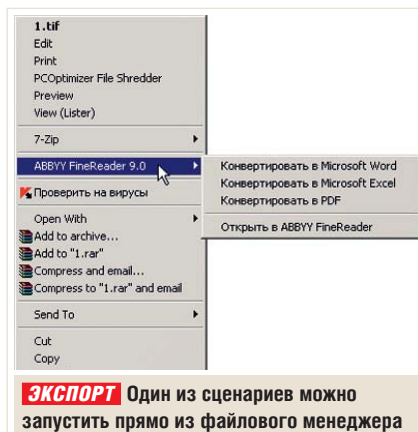 1.tif
Edit
Print
PCOptimizer File Shredder
Preview
View (Lister)
7-Zip
ABBYY FineReader 9.0
Конвертировать в Microsoft Word
Конвертировать в Microsoft Excel
Конвертировать в PDF
Открыть в ABBYY FineReader
Проверить на вирусы
Open With
Add to archive...
Add to "1.rar"
Compress and email...
Compress to "1.rar" and email
Send To
Cut
Copy
ЭКСПОРТ Один из сценариев можно
запустить прямо из файлового менеджера